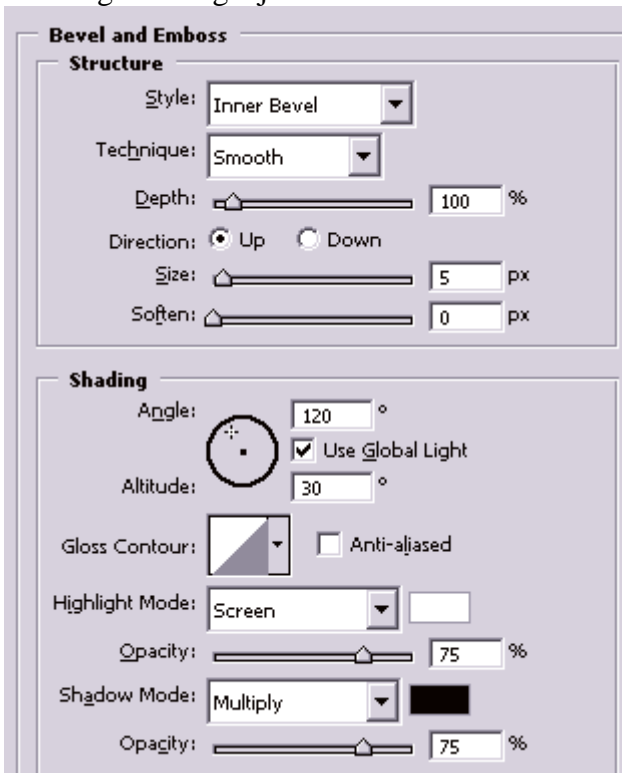 Bevel and Emboss
Structure
Style: Inner Bevel
Technique: Smooth
Depth: 100 %
Direction: Up Down
Size: 5 px
Soften: 0 px
Shading
Angle: 120 °
Use Global Light
Altitude: 30 °
Gloss Contour: Anti-aliased
Highlight Mode: Screen
Opacity: 75 %
Shadow Mode: Multiply
Opacity: 75 %